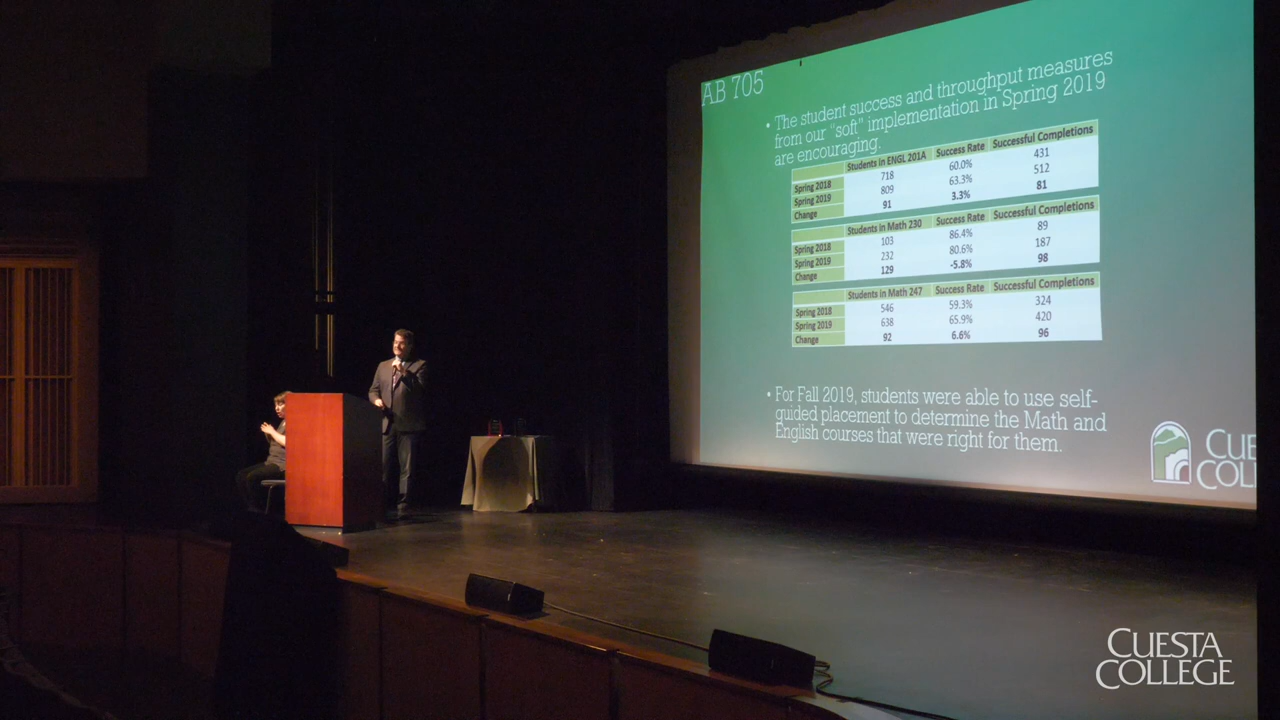 AB 705
• The student success and throughput measures
from our "soft" implementation in Spring 2019
are encouraging.
Students in ENGL 201A Success Rate Successful Completions
Spring 2018 718 60.0% 431
Spring 2019 809 63.3% 512
Change 91 3.3% 81
Students in Math 230 Success Rate Successful Completions
Spring 2018 103 86.4% 89
Spring 2019 232 80.6% 187
Change 129 -5.8% 98
Students in Math 247 Success Rate Successful Completions
Spring 2018 546 59.3% 324
Spring 2019 638 65.9% 420
Change 92 6.6% 96
• For Fall 2019, students were able to use self-
guided placement to determine the Math and
English courses that were right for them.
CUE
COL
CUESTA
COLLEGE